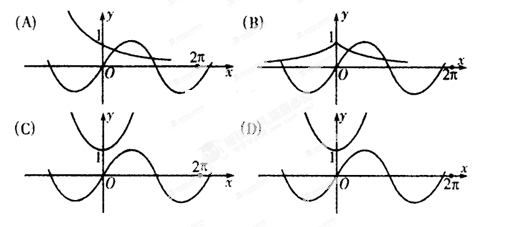 (A) y 1 O 2π x
(B) y 1 O 2π x
(C) y 1 O 2π x
(D) y 1 O 2π x